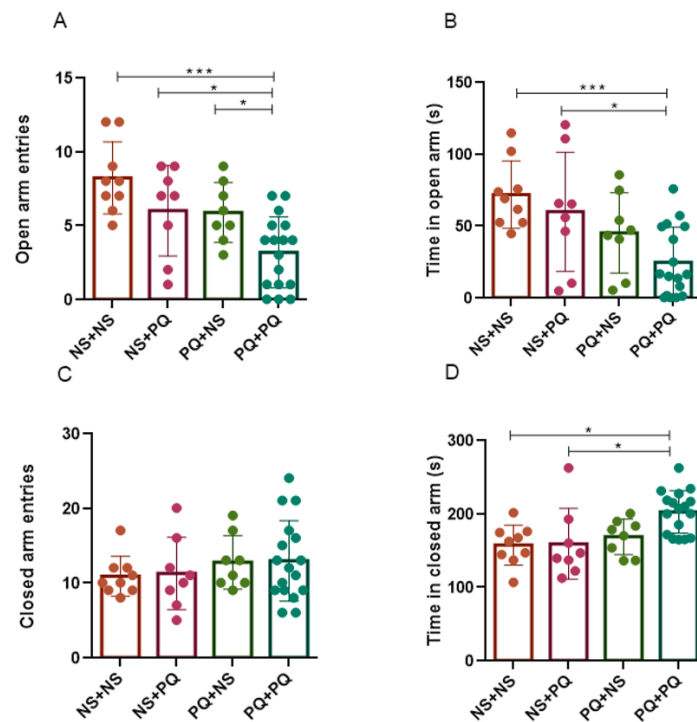 A
B
***
*
*
15
10
5
0
Open arm entries
NS+NS
NS+PQ
PQ+NS
PQ+PQ
***
*
150
100
50
0
Time in open arm (s)
NS+NS
NS+PQ
PQ+NS
PQ+PQ
C
D
30
20
10
0
Closed arm entries
NS+NS
NS+PQ
PQ+NS
PQ+PQ
*
*
300
200
100
0
Time In closed arm (s)
NS+NS
NS+PQ
PQ+NS
PQ+PQ